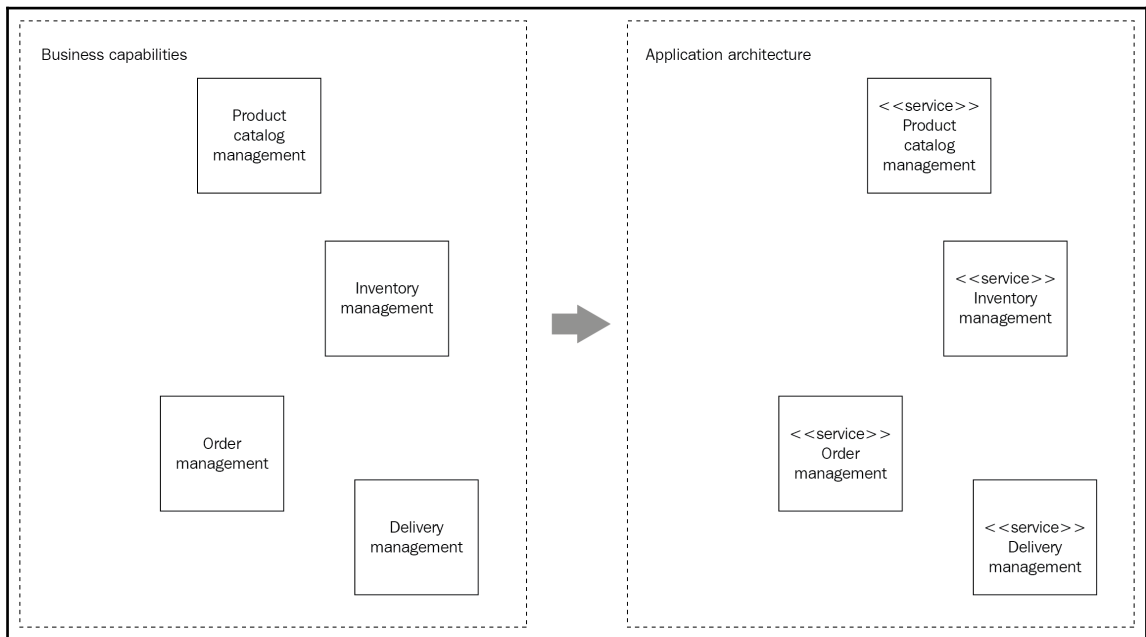 Business capabilities
Product
catalog
management
Inventory
management
Order
management
Delivery
management
Application architecture
<<service>>
Product
catalog
management
<<service>>
Inventory
management
<<service>>
Order
management
<<service>>
Delivery
management